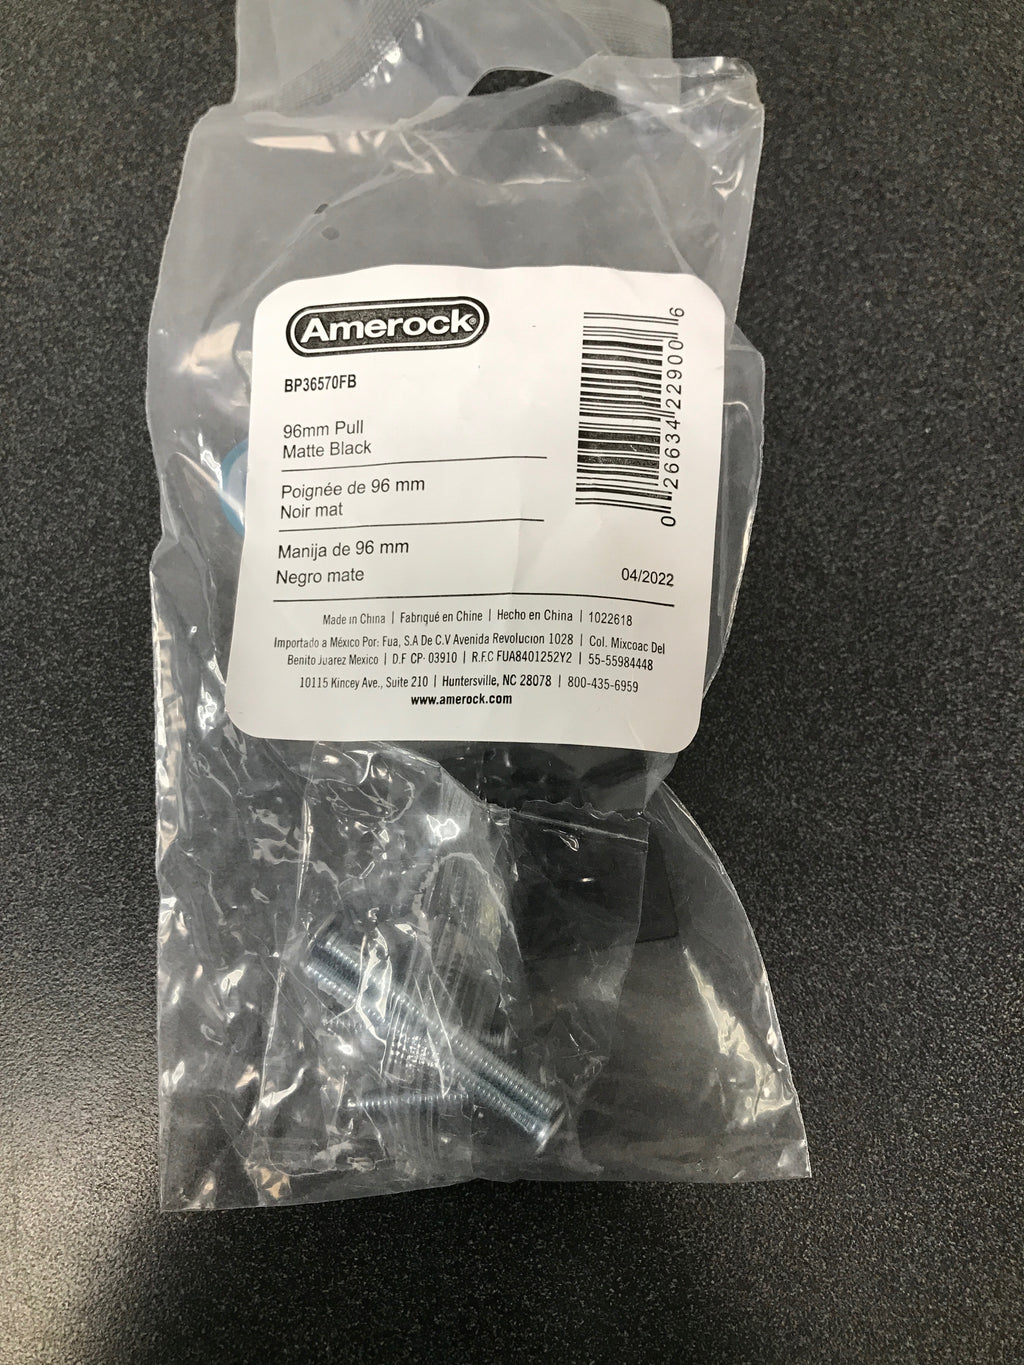 Amerock®
BP36570FB
96mm Pull
Matte Black
Poignée de 96 mm
Noir mat
Manija de 96 mm
Negro mate
0 26634 22900 6
04/2022
Made in China | Fabriqué en Chine | Hecho en China | 1022618
Importado a México Por: Fua, S.A De C.V Avenida Revolucion 1028 | Col. Mixcoac Del
Benito Juarez Mexico | D.F CP· 03910 | R.F.C FUA8401252Y2 | 55-55984448
10115 Kincey Ave., Suite 210 | Huntersville, NC 28078 | 800-435-6959
www.amerock.com